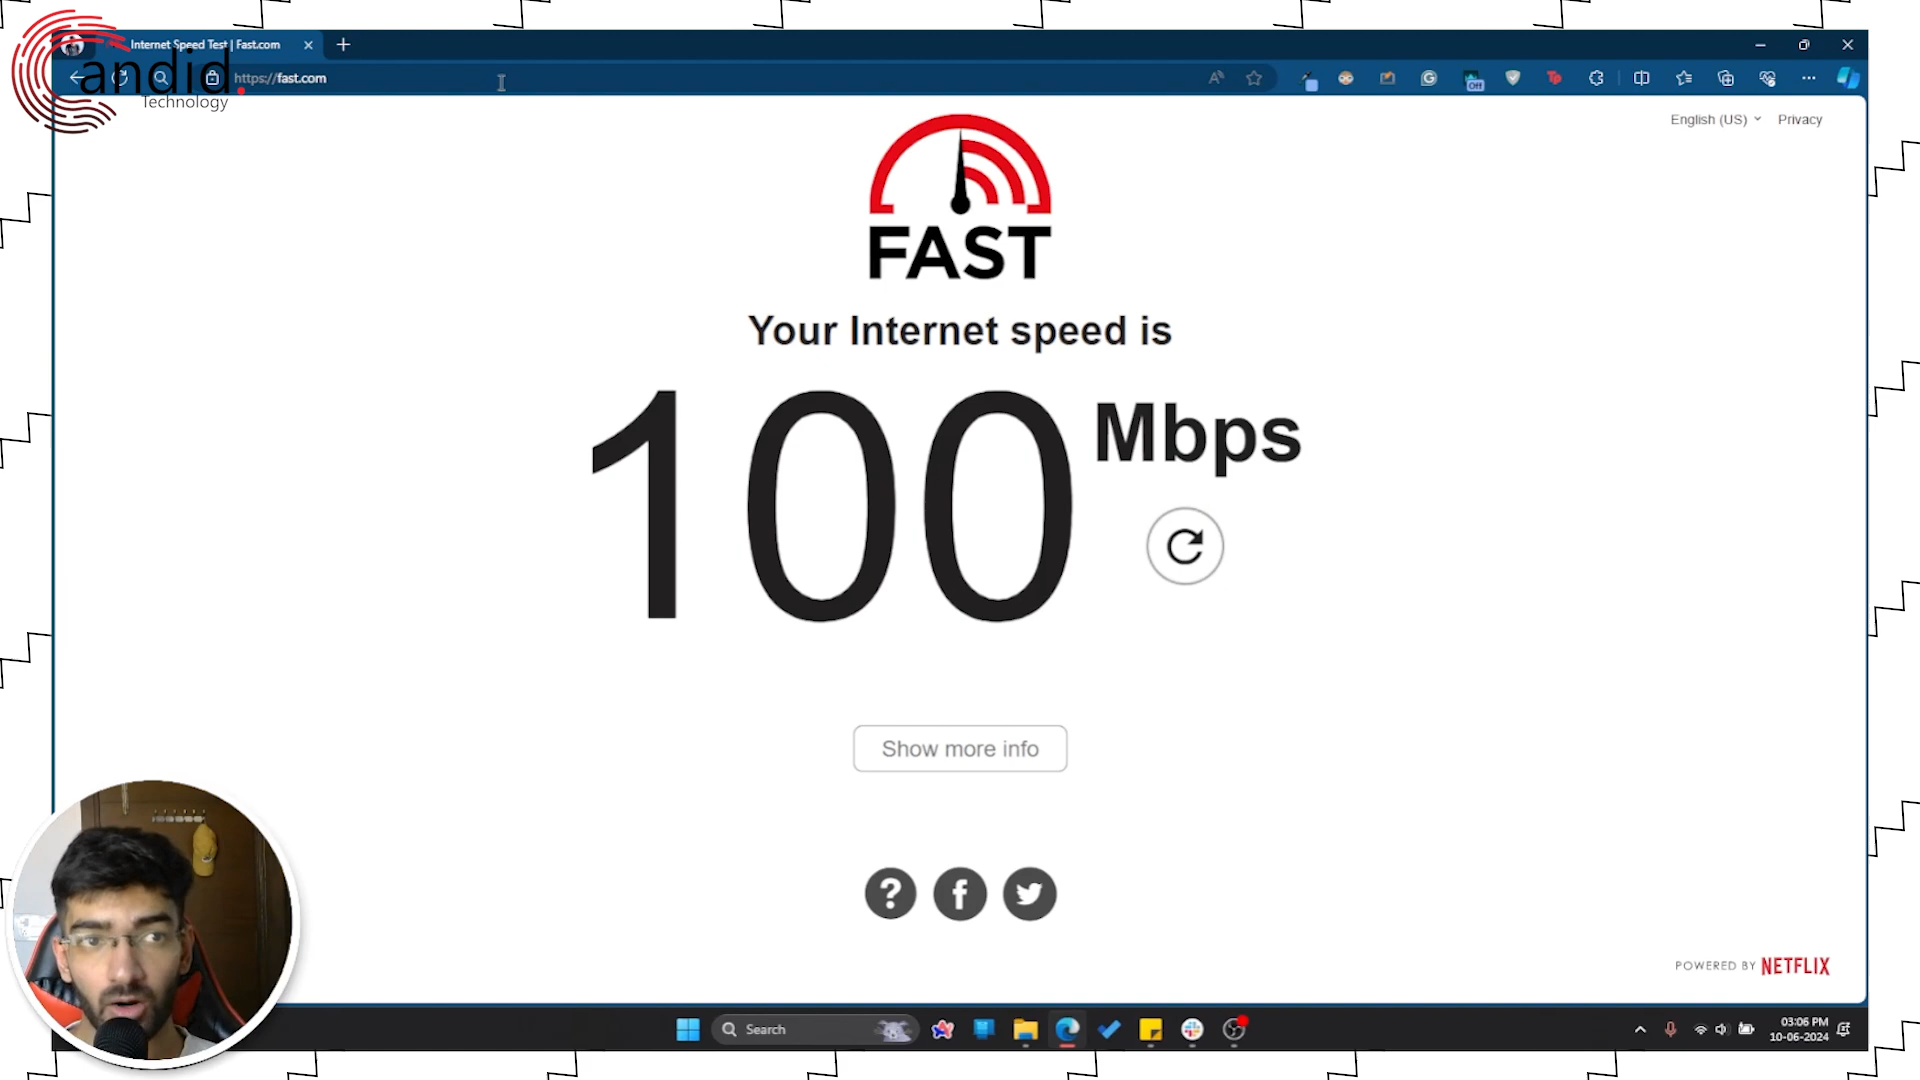 Internet Speed Test | Fast.com
andid.
Technology
https://fast.com
English (US)
Privacy
FAST
Your Internet speed is
100 Mbps
Show more info
POWERED BY NETFLIX
Search
Off
03:06 PM
10-06-2024